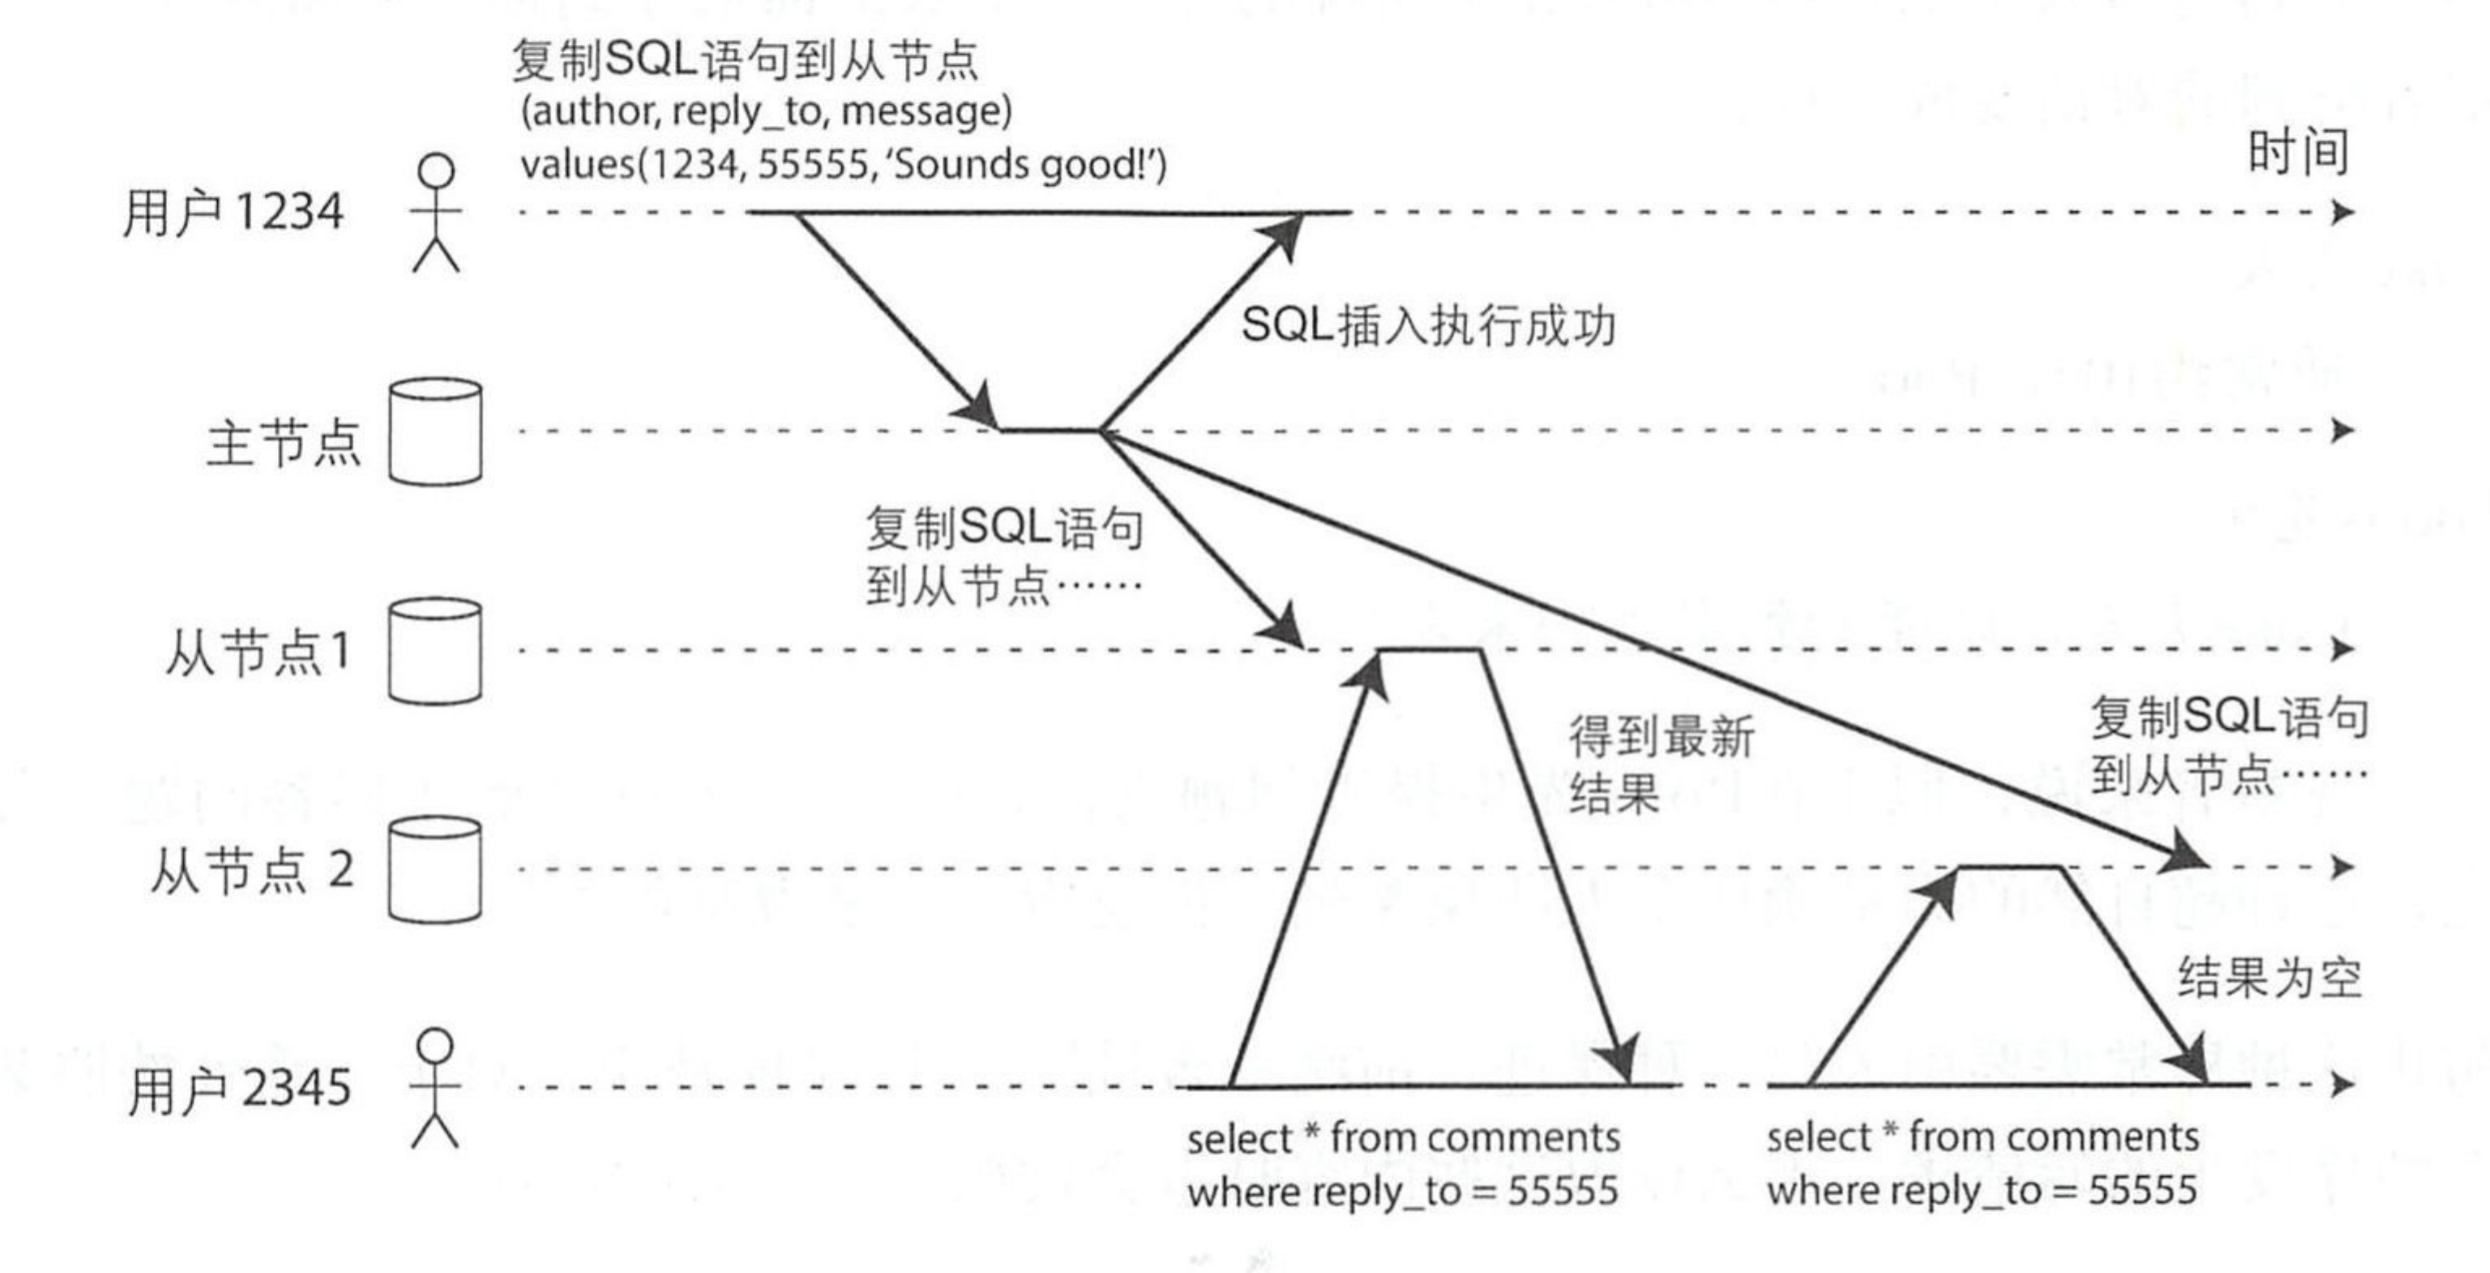 复制SQL语句到从节点
(author, reply_to, message)
values(1234, 55555, ‘Sounds good!’)
时间
用户 1234
SQL插入执行成功
主节点
复制SQL语句
到从节点……
从节点1
得到最新
结果
复制SQL语句
到从节点……
从节点 2
结果为空
用户 2345
select * from comments
where reply_to = 55555
select * from comments
where reply_to = 55555